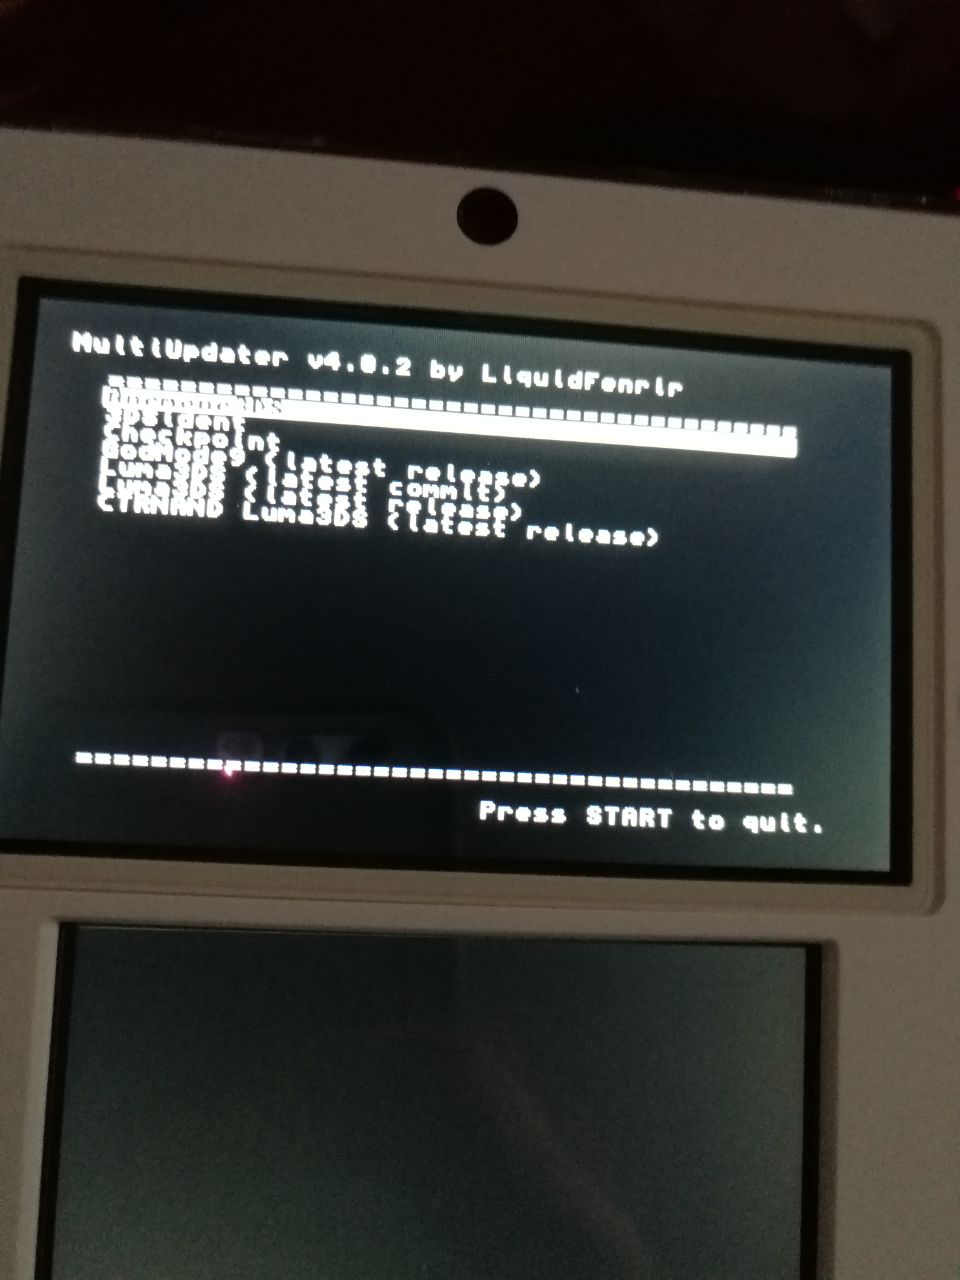 MultiUpdater v4.0.2 by LiquidFenrir
============================================
Ypsident
Checkpoint
GodMode9 (latest release)
Luma3DS (latest commit)
Luma3DS (latest release)
CTRNAND Luma3DS (latest release)
============================================
Press START to quit.